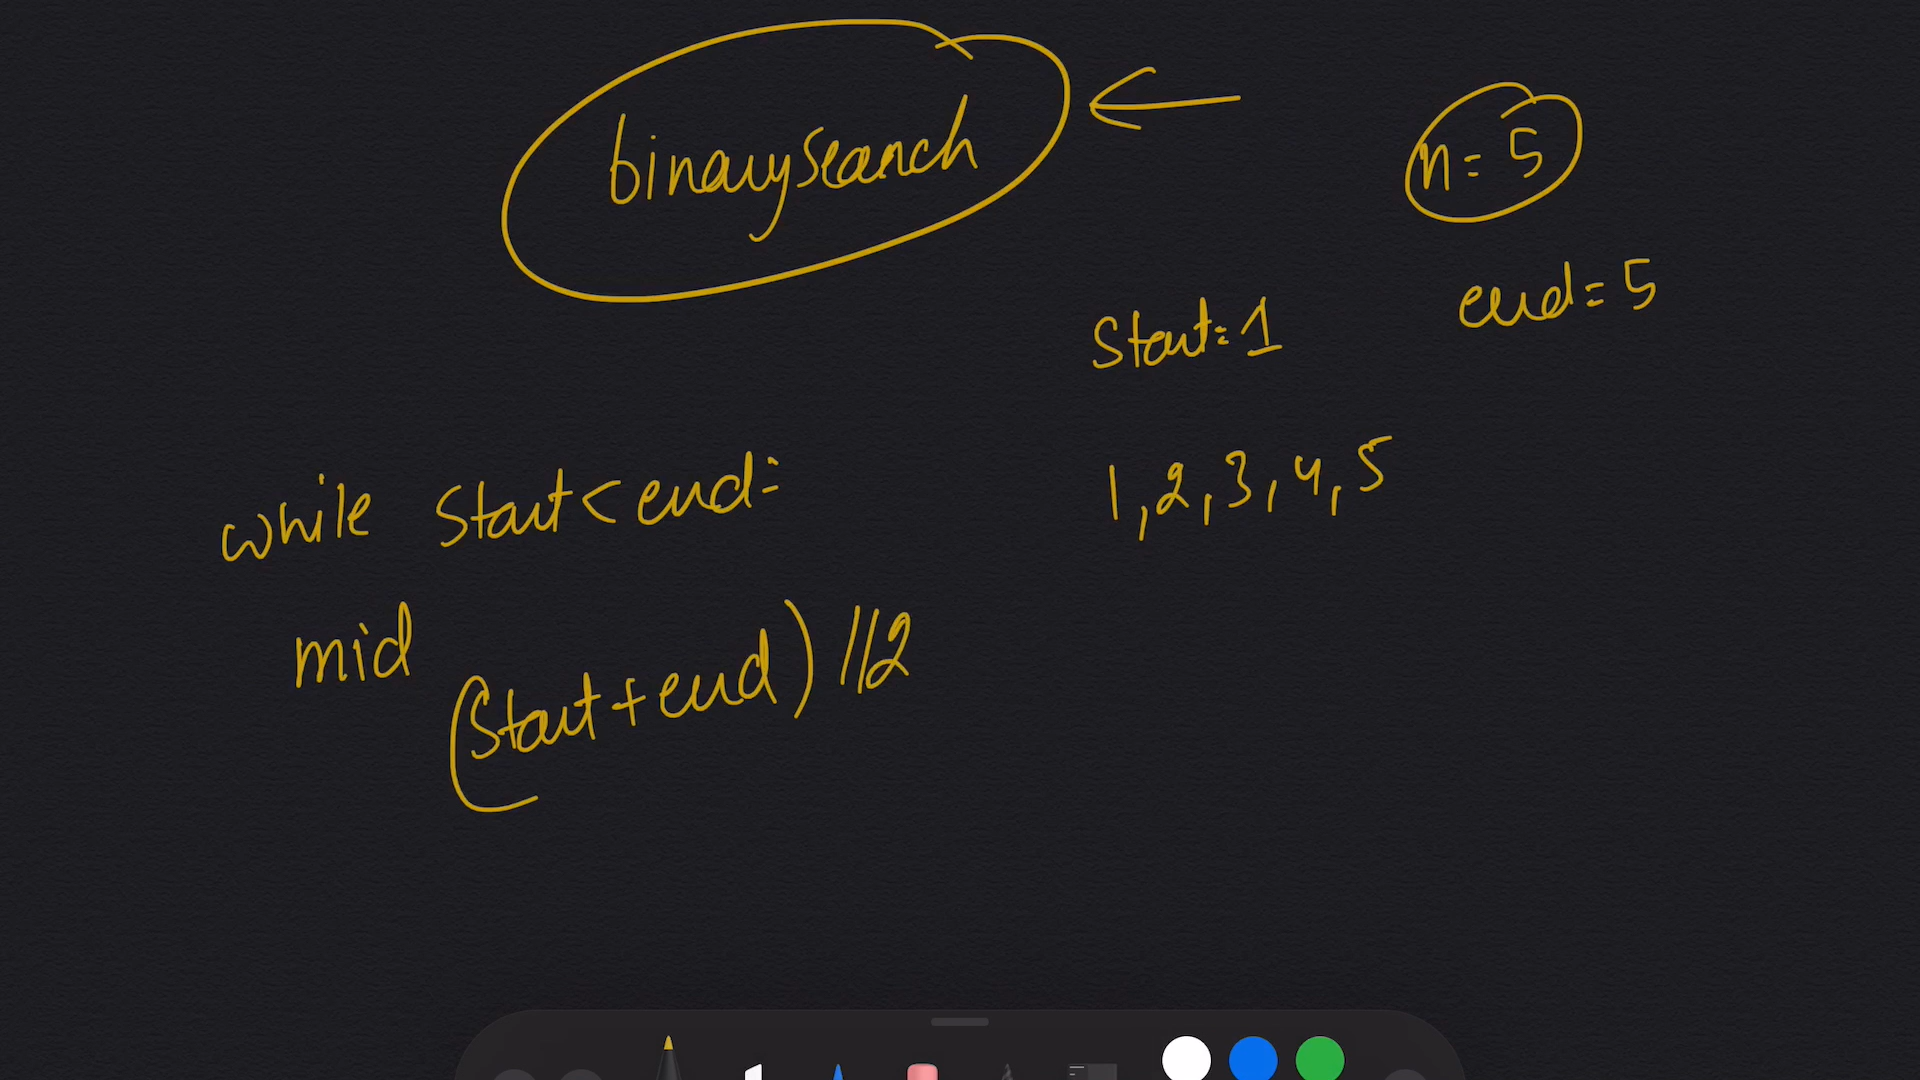 binarysearch
n=5
Start=1
end=5
1,2,3,4,5
while Start<end:
mid
(Start+end)//2